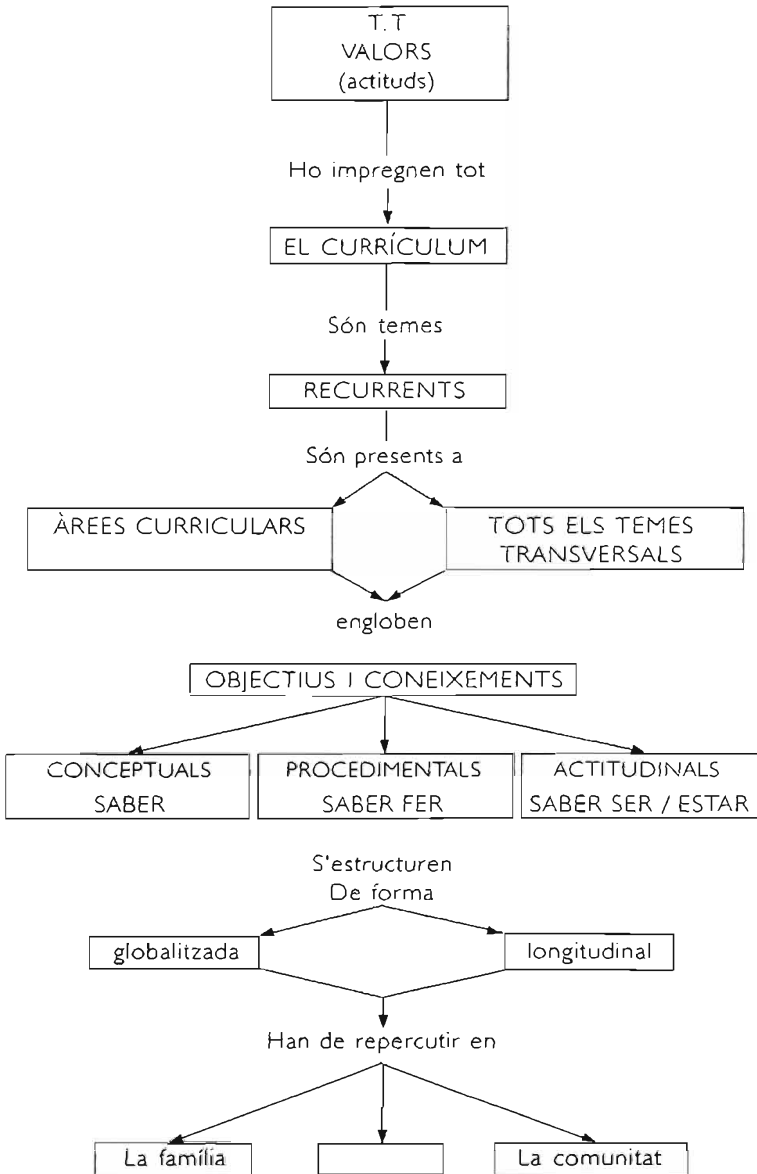 T.T
VALORS
(actituds)
Ho impregnen tot
EL CURRÍCULUM
Són temes
RECURRENTS
Són presents a
ÀREES CURRICULARS
TOTS ELS TEMES
TRANSVERSALS
engloben
OBJECTIUS I CONEIXEMENTS
CONCEPTUALS
SABER
PROCEDIMENTALS
SABER FER
ACTITUDINALS
SABER SER / ESTAR
S'estructuren
De forma
globalitzada
longitudinal
Han de repercutir en
La família
La comunitat